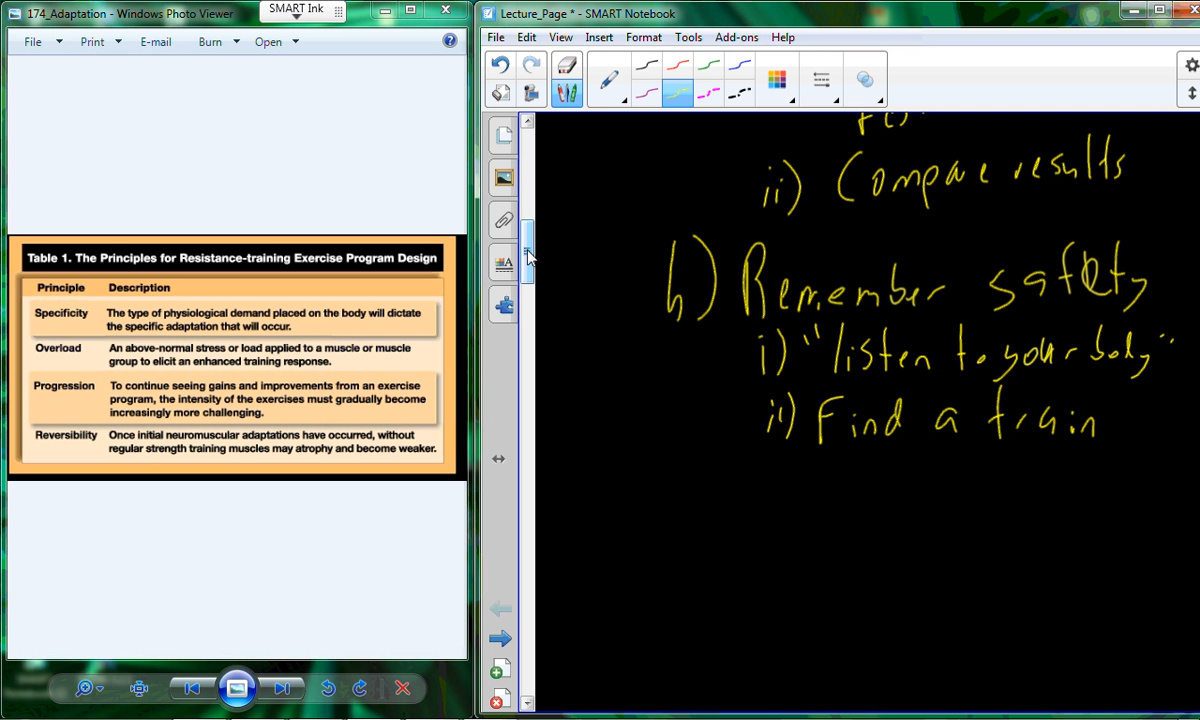 174_Adaptation - Windows Photo Viewer
SMART Ink
File Print E-mail Burn Open
Table 1. The Principles for Resistance-training Exercise Program Design
Principle Description
Specificity The type of physiological demand placed on the body will dictate
the specific adaptation that will occur.
Overload An above-normal stress or load applied to a muscle or muscle
group to elicit an enhanced training response.
Progression To continue seeing gains and improvements from an exercise
program, the intensity of the exercises must gradually become
increasingly more challenging.
Reversibility Once initial neuromuscular adaptations have occurred, without
regular strength training muscles may atrophy and become weaker.
Lecture_Page * - SMART Notebook
File Edit View Insert Format Tools Add-ons Help
ii) Compare results
h) Remember safety
i) "listen to your body"
ii) Find a train